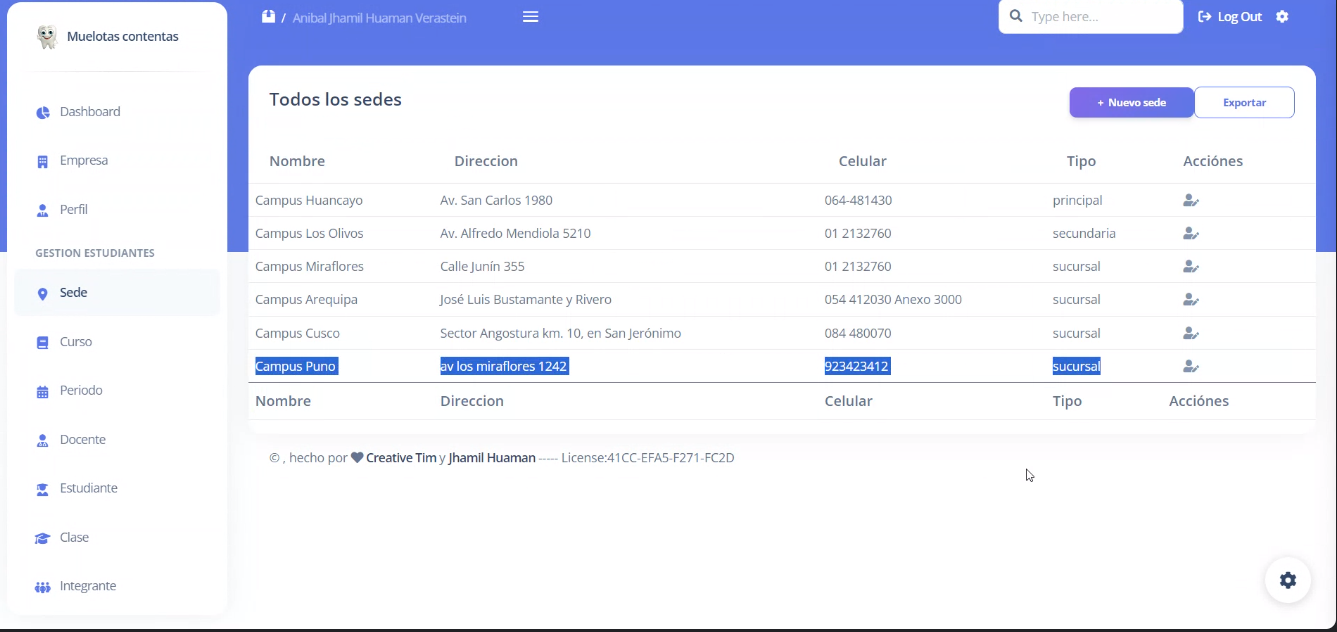 Muelotas contentas
Dashboard
Empresa
Perfil
GESTION ESTUDIANTES
Sede
Curso
Periodo
Docente
Estudiante
Clase
Integrante
/ Anibal Jhamil Huaman Verastein
Type here...
Log Out
Todos los sedes
+ Nuevo sede
Exportar
Nombre Direccion Celular Tipo Acciónes
Campus Huancayo Av. San Carlos 1980 064-481430 principal
Campus Los Olivos Av. Alfredo Mendiola 5210 01 2132760 secundaria
Campus Miraflores Calle Junín 355 01 2132760 sucursal
Campus Arequipa José Luis Bustamante y Rivero 054 412030 Anexo 3000 sucursal
Campus Cusco Sector Angostura km. 10, en San Jerónimo 084 480070 sucursal
Campus Puno av los miraflores 1242 923423412 sucursal
Nombre Direccion Celular Tipo Acciónes
© , hecho por Creative Tim y Jhamil Huaman ----- License:41CC-EFA5-F271-FC2D